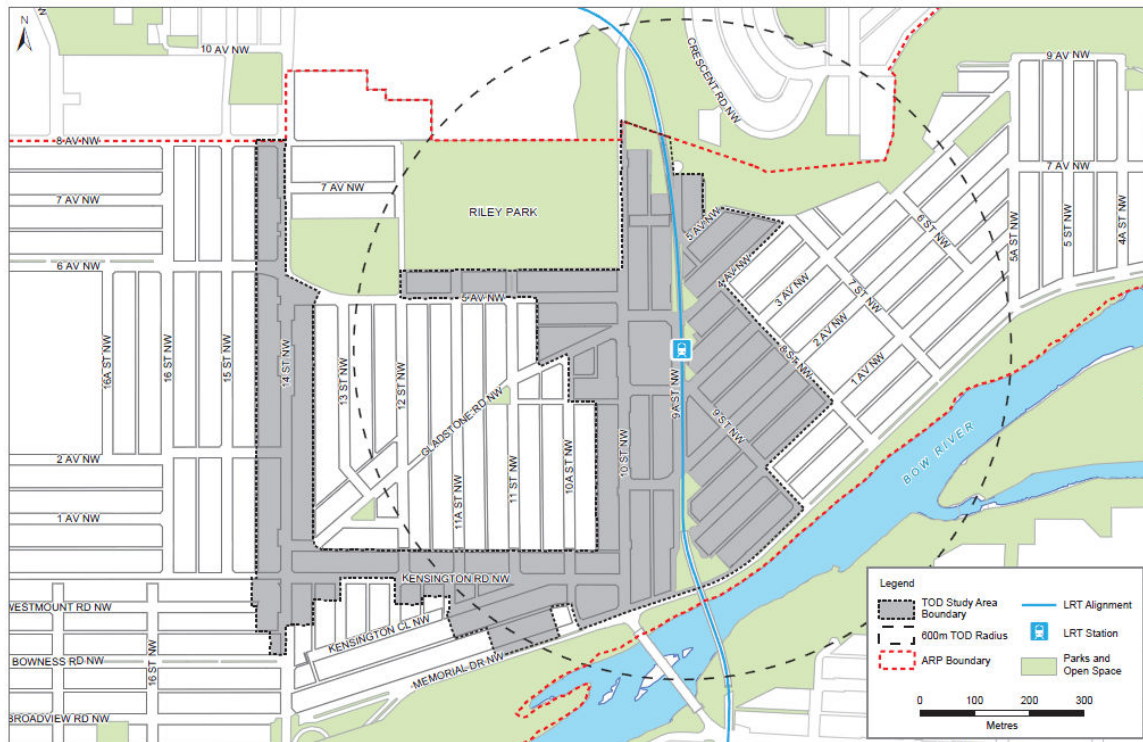 N
N
10 AV NW
CRESCENT RD NW
9 AV NW
8 AV NW
7 AV NW
7 AV NW
7 AV NW
RILEY PARK
5 AV NW
6 ST NW
5A ST NW
5 ST NW
4A ST NW
6 AV NW
4 AV NW
3 AV NW
7 ST NW
5 AV NW
16A ST NW
16 ST NW
15 ST NW
14 ST NW
13 ST NW
12 ST NW
2 AV NW
8 ST NW
1 AV NW
GLADSTONE RD NW
9A ST NW
9 ST NW
10 ST NW
BOW RIVER
2 AV NW
11A ST NW
11 ST NW
10A ST NW
1 AV NW
KENSINGTON RD NW
WESTMOUNT RD NW
KENSINGTON CL NW
BOWNESS RD NW
16 ST NW
MEMORIAL DR NW
BROADVIEW RD NW
Legend
TOD Study Area
Boundary
600m TOD Radius
ARP Boundary
LRT Alignment
LRT Station
Parks and
Open Space
0 100 200 300
Metres